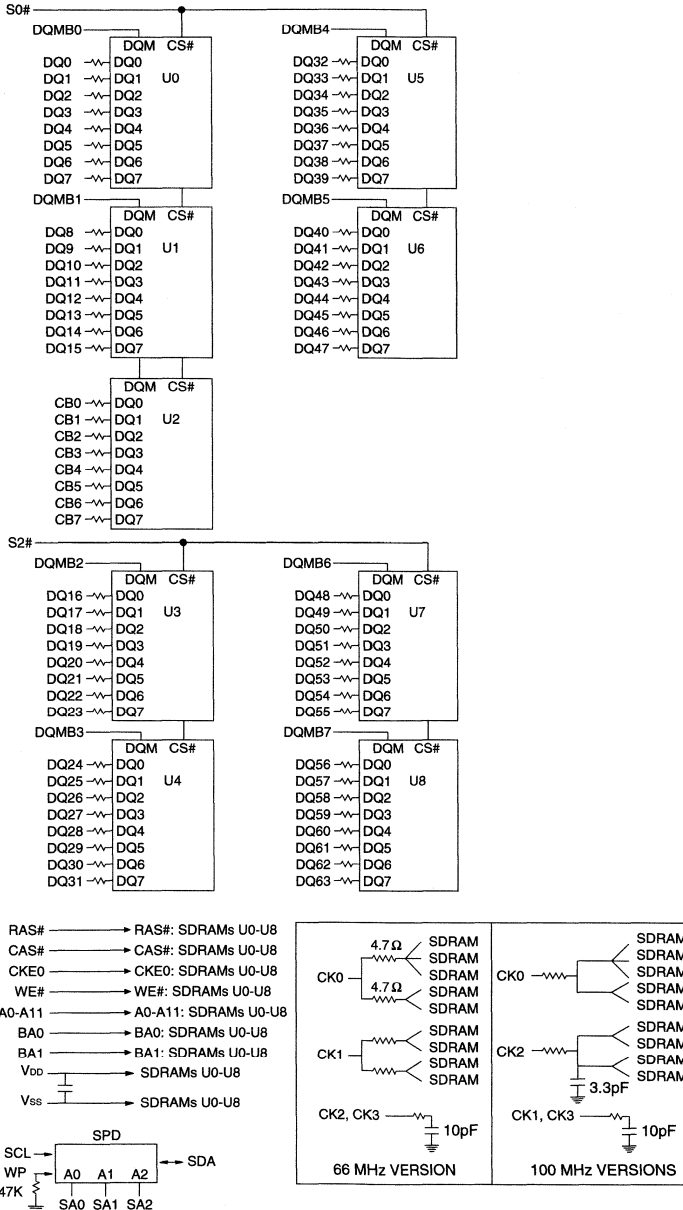 S0#
DQMB0
DQM CS#
DQ0 DQ0
DQ1 DQ1 U0
DQ2 DQ2
DQ3 DQ3
DQ4 DQ4
DQ5 DQ5
DQ6 DQ6
DQ7 DQ7
DQMB1
DQM CS#
DQ8 DQ0
DQ9 DQ1 U1
DQ10 DQ2
DQ11 DQ3
DQ12 DQ4
DQ13 DQ5
DQ14 DQ6
DQ15 DQ7
DQM CS#
CB0 DQ0
CB1 DQ1 U2
CB2 DQ2
CB3 DQ3
CB4 DQ4
CB5 DQ5
CB6 DQ6
CB7 DQ7
DQMB4
DQM CS#
DQ32 DQ0
DQ33 DQ1 U5
DQ34 DQ2
DQ35 DQ3
DQ36 DQ4
DQ37 DQ5
DQ38 DQ6
DQ39 DQ7
DQMB5
DQM CS#
DQ40 DQ0
DQ41 DQ1 U6
DQ42 DQ2
DQ43 DQ3
DQ44 DQ4
DQ45 DQ5
DQ46 DQ6
DQ47 DQ7
S2#
DQMB2
DQM CS#
DQ16 DQ0
DQ17 DQ1 U3
DQ18 DQ2
DQ19 DQ3
DQ20 DQ4
DQ21 DQ5
DQ22 DQ6
DQ23 DQ7
DQMB3
DQM CS#
DQ24 DQ0
DQ25 DQ1 U4
DQ26 DQ2
DQ27 DQ3
DQ28 DQ4
DQ29 DQ5
DQ30 DQ6
DQ31 DQ7
DQMB6
DQM CS#
DQ48 DQ0
DQ49 DQ1 U7
DQ50 DQ2
DQ51 DQ3
DQ52 DQ4
DQ53 DQ5
DQ54 DQ6
DQ55 DQ7
DQMB7
DQM CS#
DQ56 DQ0
DQ57 DQ1 U8
DQ58 DQ2
DQ59 DQ3
DQ60 DQ4
DQ61 DQ5
DQ62 DQ6
DQ63 DQ7
RAS# RAS#: SDRAMs U0-U8
CAS# CAS#: SDRAMs U0-U8
CKE0 CKE0: SDRAMs U0-U8
WE# WE#: SDRAMs U0-U8
A0-A11 A0-A11: SDRAMs U0-U8
BA0 BA0: SDRAMs U0-U8
BA1 BA1: SDRAMs U0-U8
VDD SDRAMs U0-U8
VSS SDRAMs U0-U8
SPD
SCL SDA
WP A0 A1 A2
47K
SA0 SA1 SA2
4.7Ω SDRAM
SDRAM
CK0 SDRAM
4.7Ω SDRAM
SDRAM
SDRAM
CK1 SDRAM
SDRAM
SDRAM
CK2, CK3
10pF
66 MHz VERSION
SDRAM
SDRAM
CK0 SDRAM
SDRAM
SDRAM
SDRAM
CK2 SDRAM
SDRAM
SDRAM
3.3pF
CK1, CK3
10pF
100 MHz VERSIONS